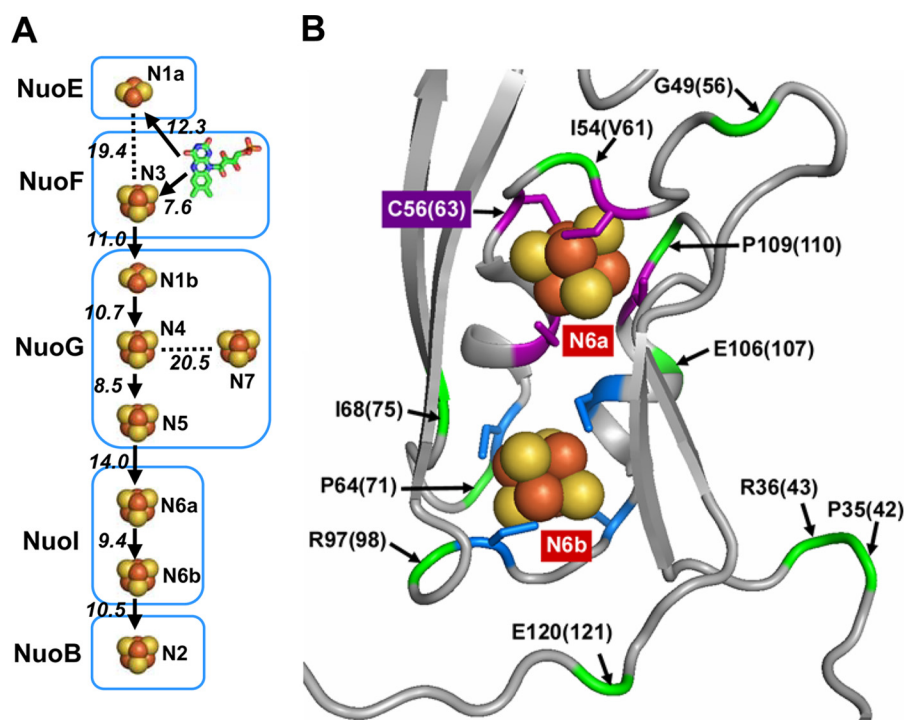 A
NuoE
N1a
12.3
19.4
NuoF
N3
7.6
11.0
N1b
10.7
NuoG
N4
20.5
N7
8.5
N5
14.0
N6a
NuoI
9.4
N6b
10.5
NuoB
N2
B
G49(56)
I54(V61)
C56(63)
P109(110)
N6a
E106(107)
I68(75)
P64(71)
R36(43)
P35(42)
R97(98)
N6b
E120(121)